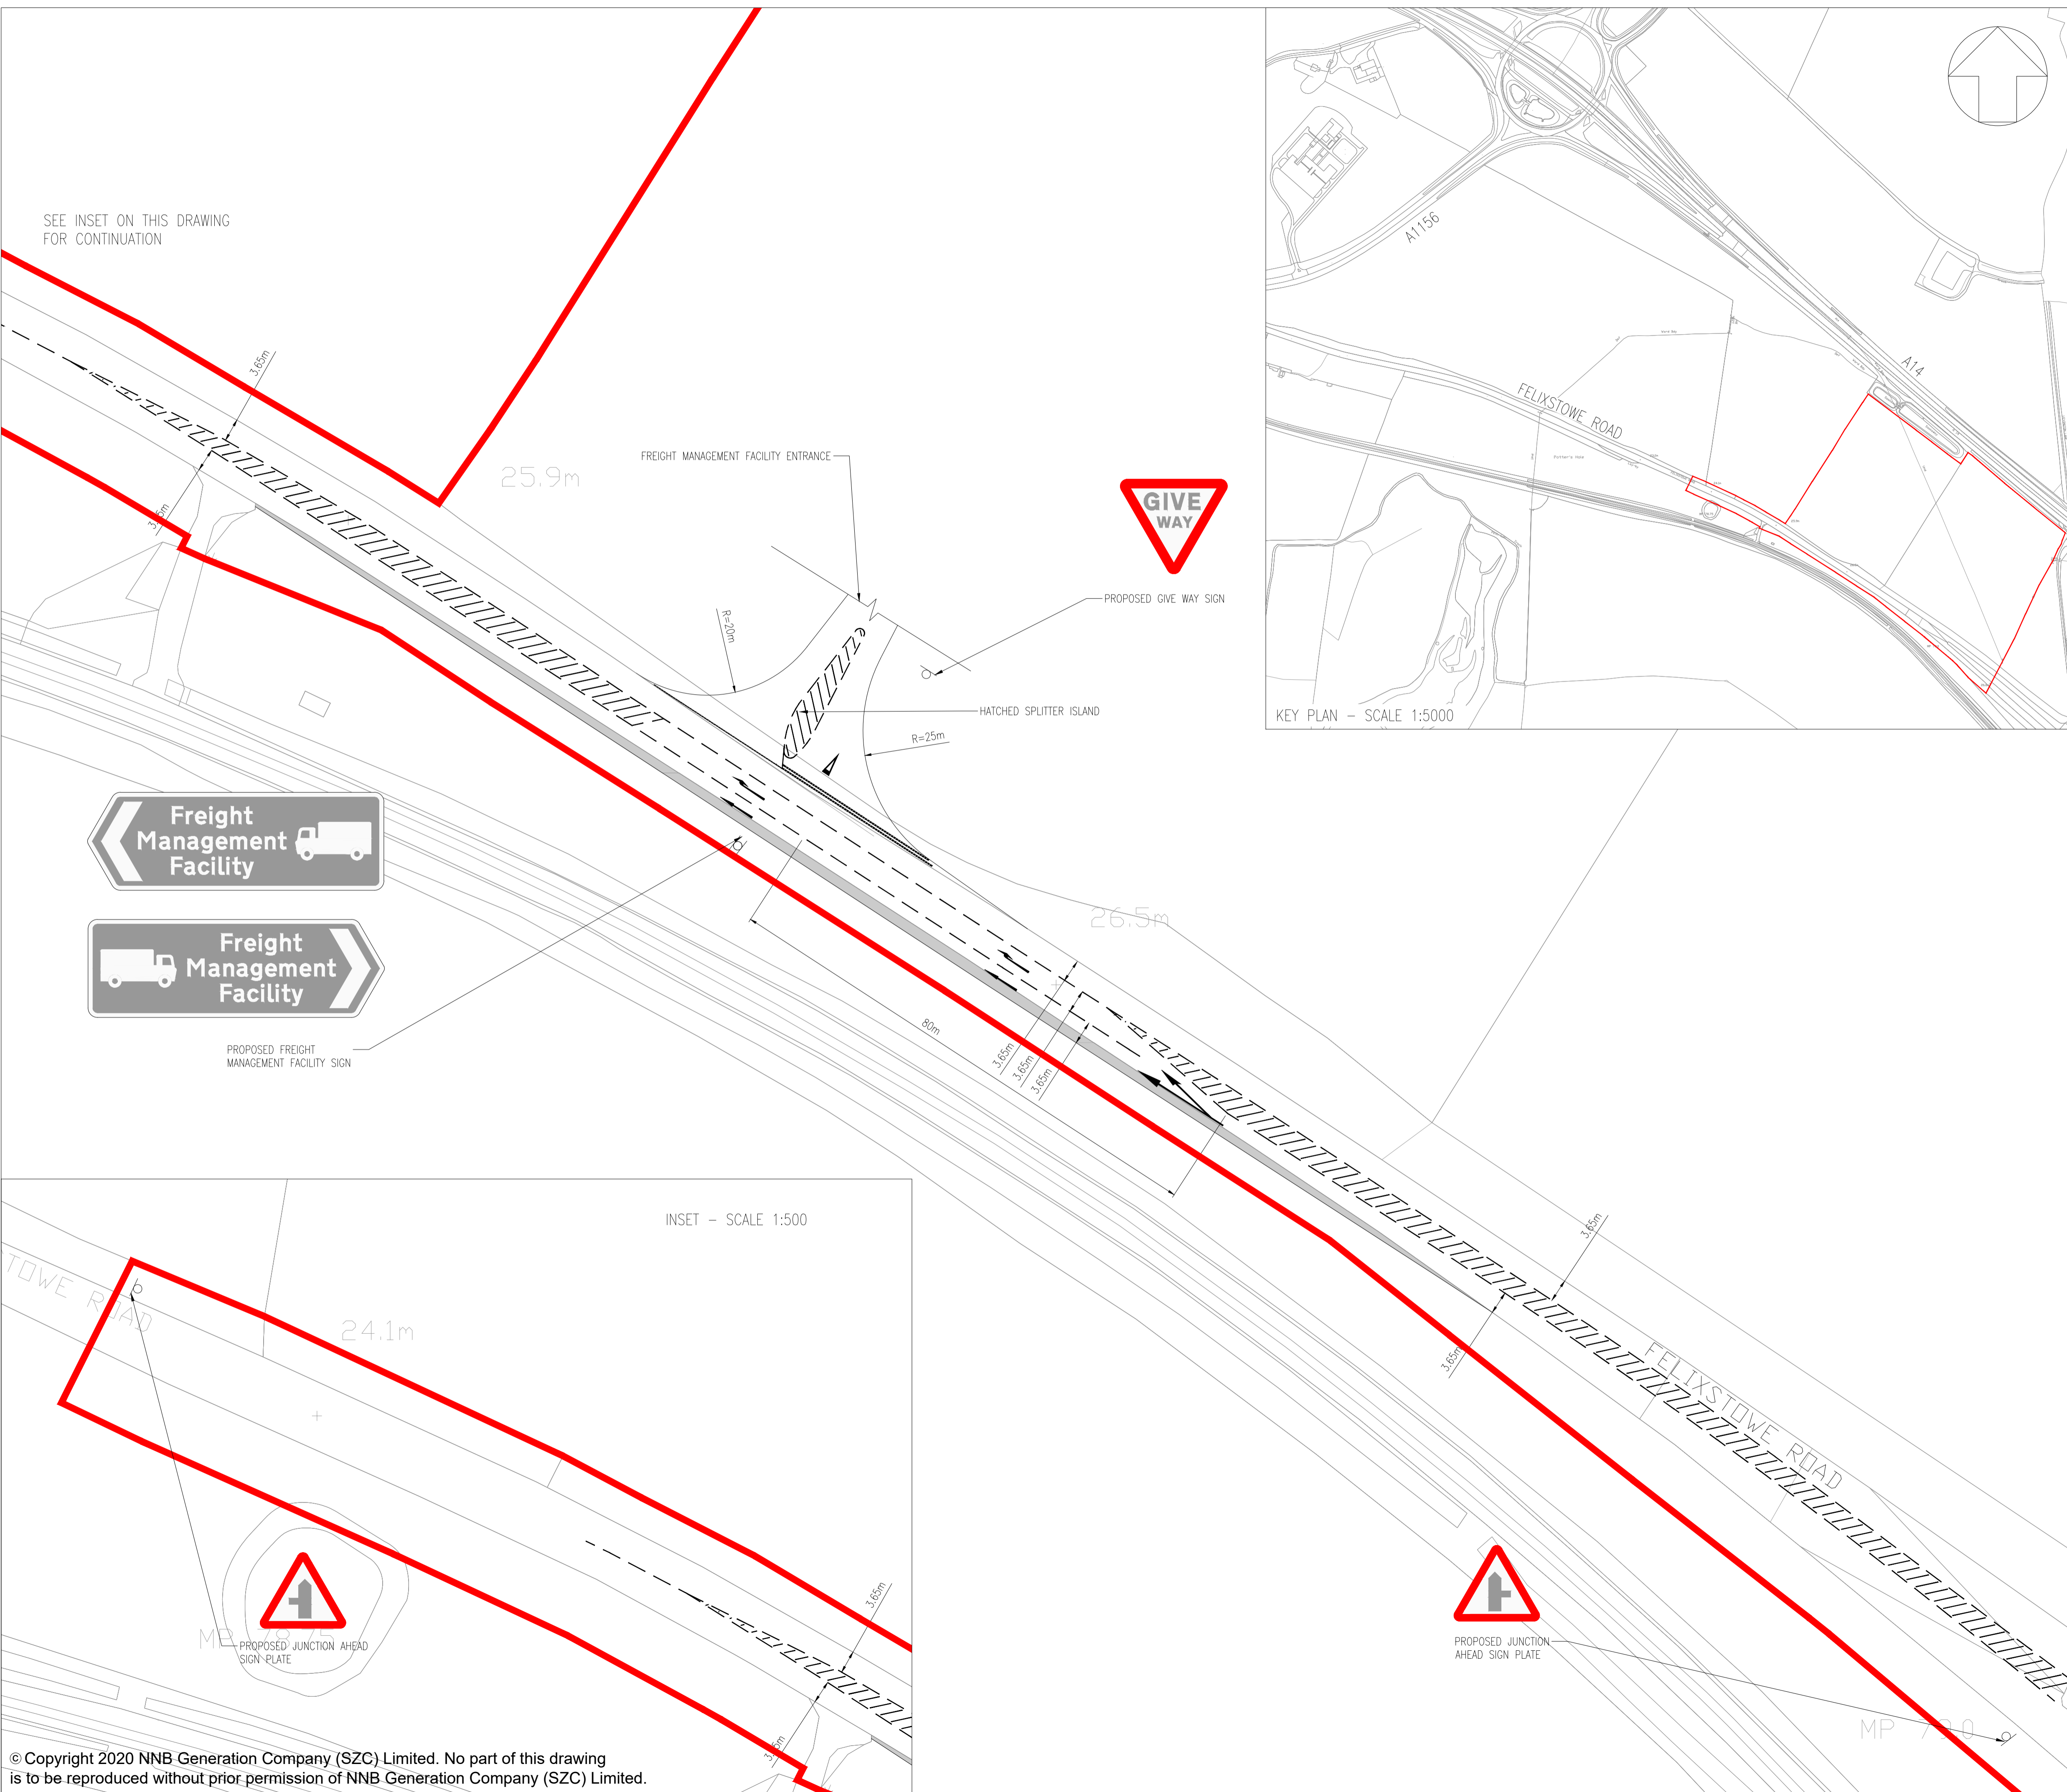 SEE INSET ON THIS DRAWING
FOR CONTINUATION
3.65m
25.9m
FREIGHT MANAGEMENT FACILITY ENTRANCE
GIVE
WAY
PROPOSED GIVE WAY SIGN
R=20m
HATCHED SPLITTER ISLAND
R=25m
Freight
Management
Facility
Freight
Management
Facility
PROPOSED FREIGHT
MANAGEMENT FACILITY SIGN
26.5m
80m
3.65m
3.65m
3.65m
3.65m
3.65m
FELIXSTOWE ROAD
PROPOSED JUNCTION
AHEAD SIGN PLATE
A1156
A14
FELIXSTOWE ROAD
Potter's Hole
KEY PLAN - SCALE 1:5000
INSET - SCALE 1:500
TOWE ROAD
24.1m
3.65m
PROPOSED JUNCTION AHEAD
SIGN PLATE
© Copyright 2020 NNB Generation Company (SZC) Limited. No part of this drawing
is to be reproduced without prior permission of NNB Generation Company (SZC) Limited.